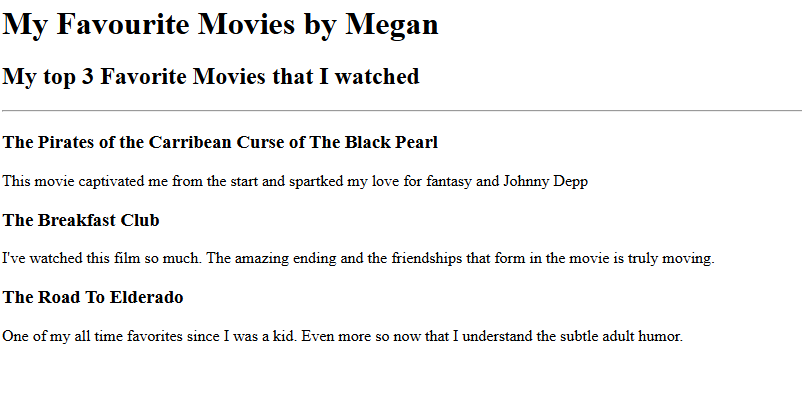 My Favourite Movies by Megan
My top 3 Favorite Movies that I watched
The Pirates of the Carribean Curse of The Black Pearl
This movie captivated me from the start and spartked my love for fantasy and Johnny Depp
The Breakfast Club
I've watched this film so much. The amazing ending and the friendships that form in the movie is truly moving.
The Road To Elderado
One of my all time favorites since I was a kid. Even more so now that I understand the subtle adult humor.